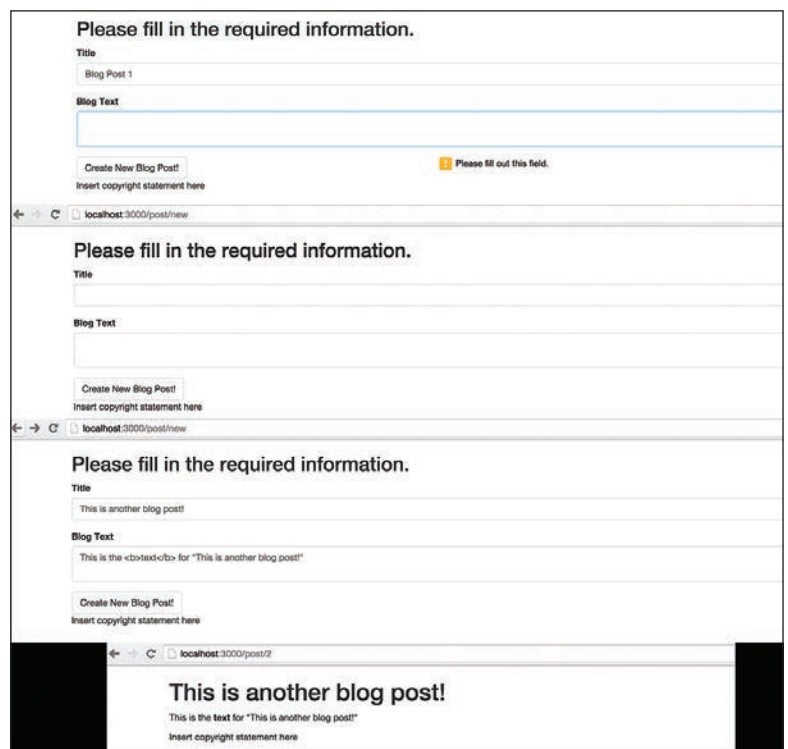 Please fill in the required information.
Title
Blog Post 1
Blog Text
Create New Blog Post!
! Please fill out this field.
Insert copyright statement here
localhost:3000/post/new
Please fill in the required information.
Title
Blog Text
Create New Blog Post!
Insert copyright statement here
localhost:3000/post/new
Please fill in the required information.
Title
This is another blog post!
Blog Text
This is the <b>text</b> for "This is another blog post!"
Create New Blog Post!
Insert copyright statement here
localhost:3000/post/2
This is another blog post!
This is the text for "This is another blog post!"
Insert copyright statement here